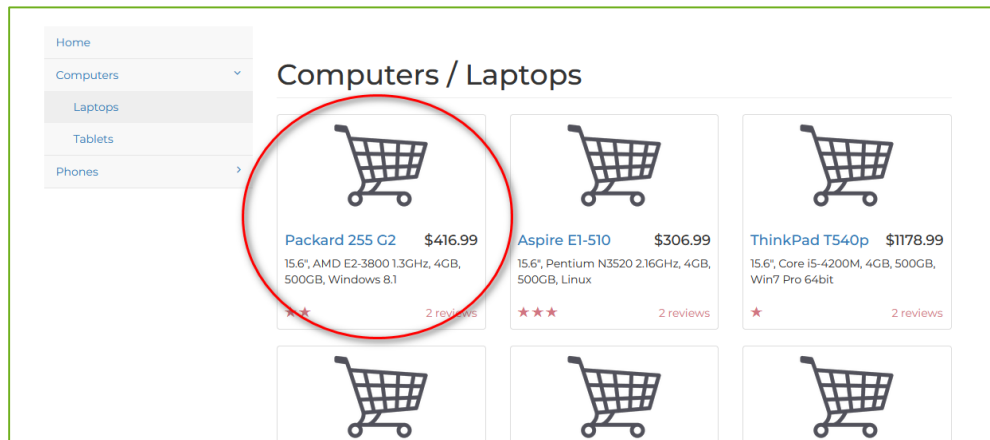 Home
Computers
Laptops
Tablets
Phones
Computers / Laptops
Packard 255 G2 $416.99
15.6", AMD E2-3800 1.3GHz, 4GB,
500GB, Windows 8.1
2 reviews
Aspire E1-510 $306.99
15.6", Pentium N3520 2.16GHz, 4GB,
500GB, Linux
2 reviews
ThinkPad T540p $1178.99
15.6", Core i5-4200M, 4GB, 500GB,
Win7 Pro 64bit
2 reviews